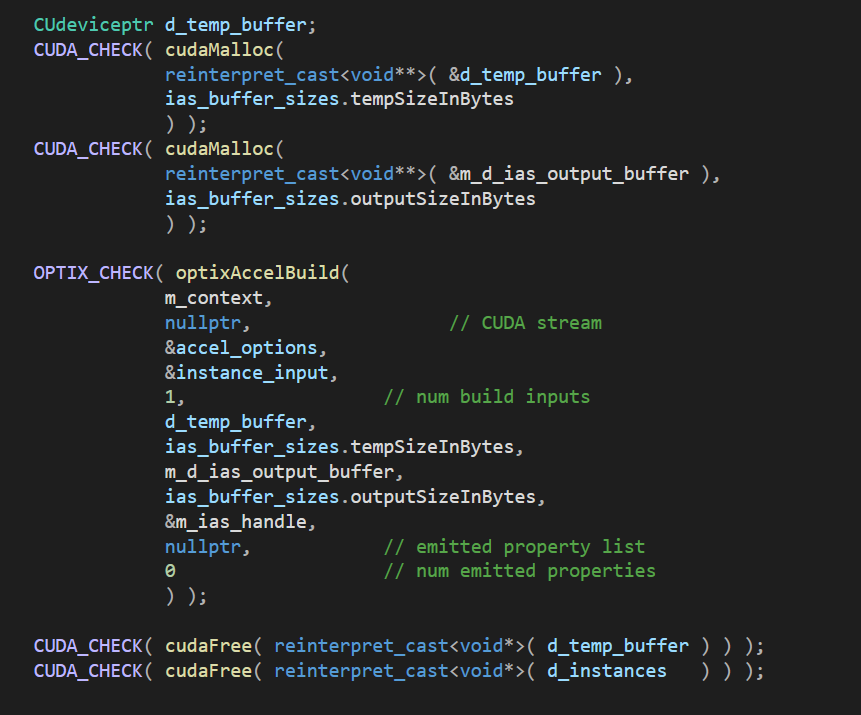 CUdeviceptr d_temp_buffer;
CUDA_CHECK( cudaMalloc(
            reinterpret_cast<void**>( &d_temp_buffer ),
            ias_buffer_sizes.tempSizeInBytes
            ) );
CUDA_CHECK( cudaMalloc(
            reinterpret_cast<void**>( &m_d_ias_output_buffer ),
            ias_buffer_sizes.outputSizeInBytes
            ) );

OPTIX_CHECK( optixAccelBuild(
            m_context,
            nullptr,                  // CUDA stream
            &accel_options,
            &instance_input,
            1,                  // num build inputs
            d_temp_buffer,
            ias_buffer_sizes.tempSizeInBytes,
            m_d_ias_output_buffer,
            ias_buffer_sizes.outputSizeInBytes,
            &m_ias_handle,
            nullptr,            // emitted property list
            0                   // num emitted properties
            ) );

CUDA_CHECK( cudaFree( reinterpret_cast<void*>( d_temp_buffer ) ) );
CUDA_CHECK( cudaFree( reinterpret_cast<void*>( d_instances   ) ) );